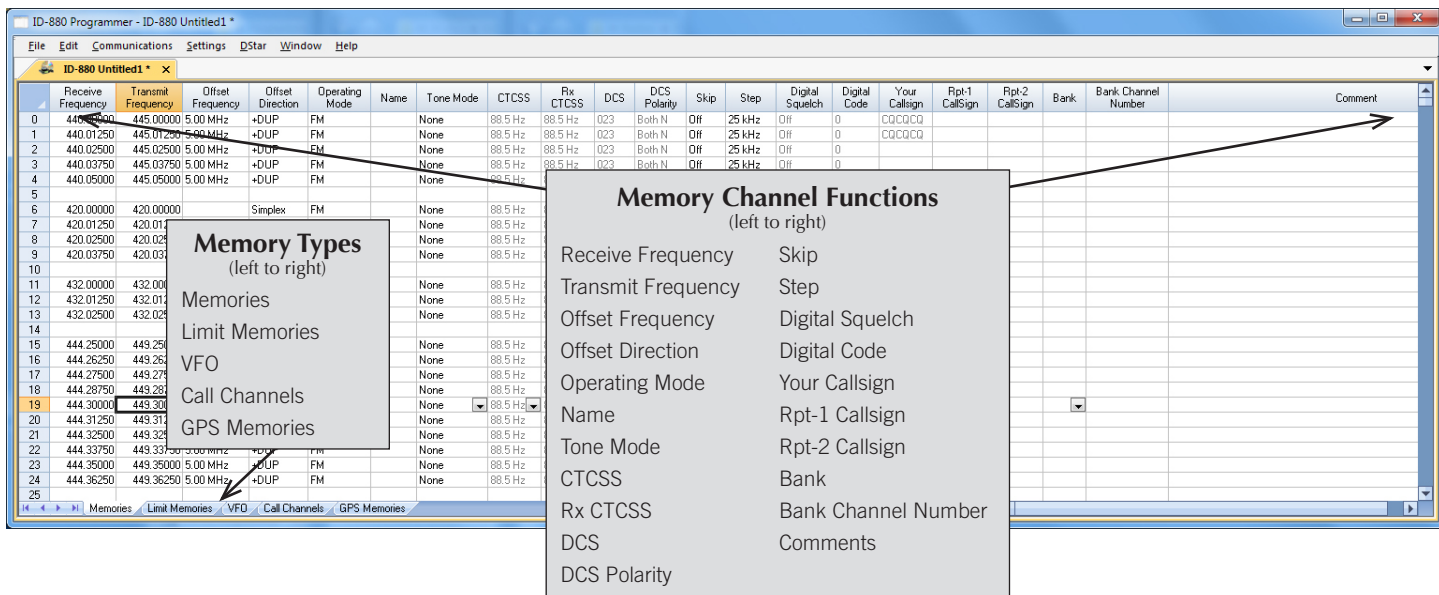 ID-880 Programmer - ID-880 Untitled1 *
File Edit Communications Settings DStar Window Help
ID-880 Untitled1 * X
Receive Frequency Transmit Frequency Offset Frequency Offset Direction Operating Mode Name Tone Mode CTCSS Rx CTCSS DCS DCS Polarity Skip Step Digital Squelch Digital Code Your Callsign Rpt-1 CallSign Rpt-2 CallSign Bank Bank Channel Number Comment
0 445.00000 5.00 MHz +DUP FM None 88.5 Hz 88.5 Hz 023 Both N Off 25 kHz Off 0 CQCQCQ
1 440.01250 445.01250 5.00 MHz +DUP FM None 88.5 Hz 88.5 Hz 023 Both N Off 25 kHz Off 0 CQCQCQ
2 440.02500 445.02500 5.00 MHz +DUP FM None 88.5 Hz 88.5 Hz 023 Both N Off 25 kHz Off 0
3 440.03750 445.03750 5.00 MHz +DUP FM None 88.5 Hz 88.5 Hz 023 Both N Off 25 kHz Off 0
4 440.05000 445.05000 5.00 MHz +DUP FM None 88.5 Hz
5
6 420.00000 420.00000 Simplex FM None 88.5 Hz
7 420.01250 None 88.5 Hz
8 420.02500 None 88.5 Hz
9 420.03750 None 88.5 Hz
10
11 432.00000 None 88.5 Hz
12 432.01250 None 88.5 Hz
13 432.02500 None 88.5 Hz
14
15 444.25000 None 88.5 Hz
16 444.26250 None 88.5 Hz
17 444.27500 None 88.5 Hz
18 444.28750 None 88.5 Hz
19 444.30000 None 88.5 Hz
20 444.31250 None 88.5 Hz
21 444.32500 None 88.5 Hz
22 444.33750 449.33750 5.00 MHz +DUP FM None 88.5 Hz
23 444.35000 449.35000 5.00 MHz +DUP FM None 88.5 Hz
24 444.36250 449.36250 5.00 MHz +DUP FM None 88.5 Hz
25
Memories Limit Memories VFO Call Channels GPS Memories
Memory Types
(left to right)
Memories
Limit Memories
VFO
Call Channels
GPS Memories
Memory Channel Functions
(left to right)
Receive Frequency
Transmit Frequency
Offset Frequency
Offset Direction
Operating Mode
Name
Tone Mode
CTCSS
Rx CTCSS
DCS
DCS Polarity
Skip
Step
Digital Squelch
Digital Code
Your Callsign
Rpt-1 Callsign
Rpt-2 Callsign
Bank
Bank Channel Number
Comments